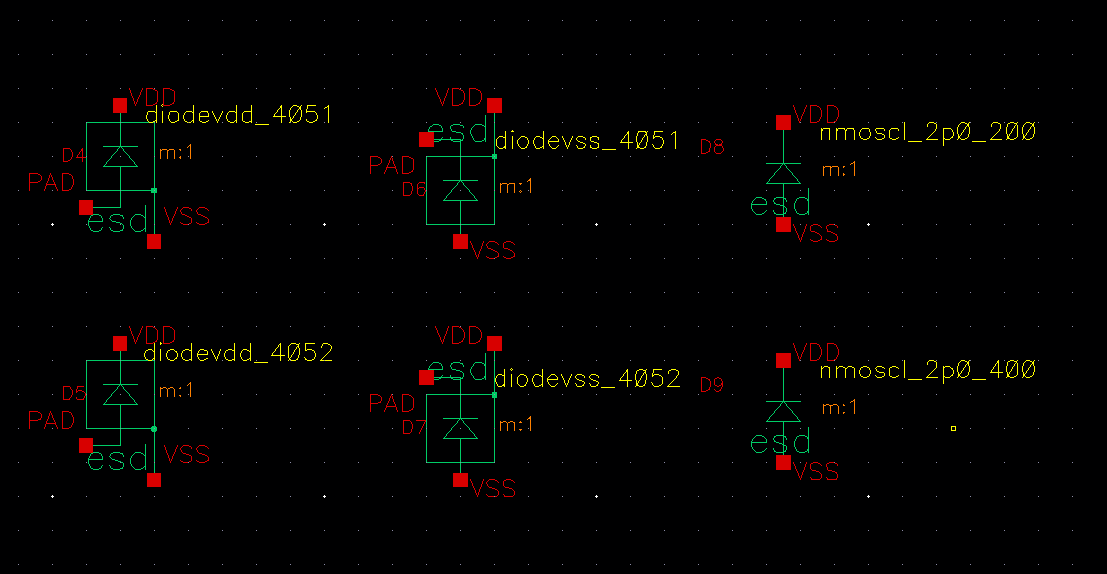 VDD
diodevdd_4051
D4
m:1
PAD
esd
VSS
VDD
esd
diodevss_4051
PAD
D6
m:1
VSS
D8
VDD
nmoscl_2p0_200
m:1
esd
VSS
VDD
diodevdd_4052
D5
m:1
PAD
esd
VSS
VDD
esd
diodevss_4052
PAD
D7
m:1
VSS
D9
VDD
nmoscl_2p0_400
m:1
esd
VSS